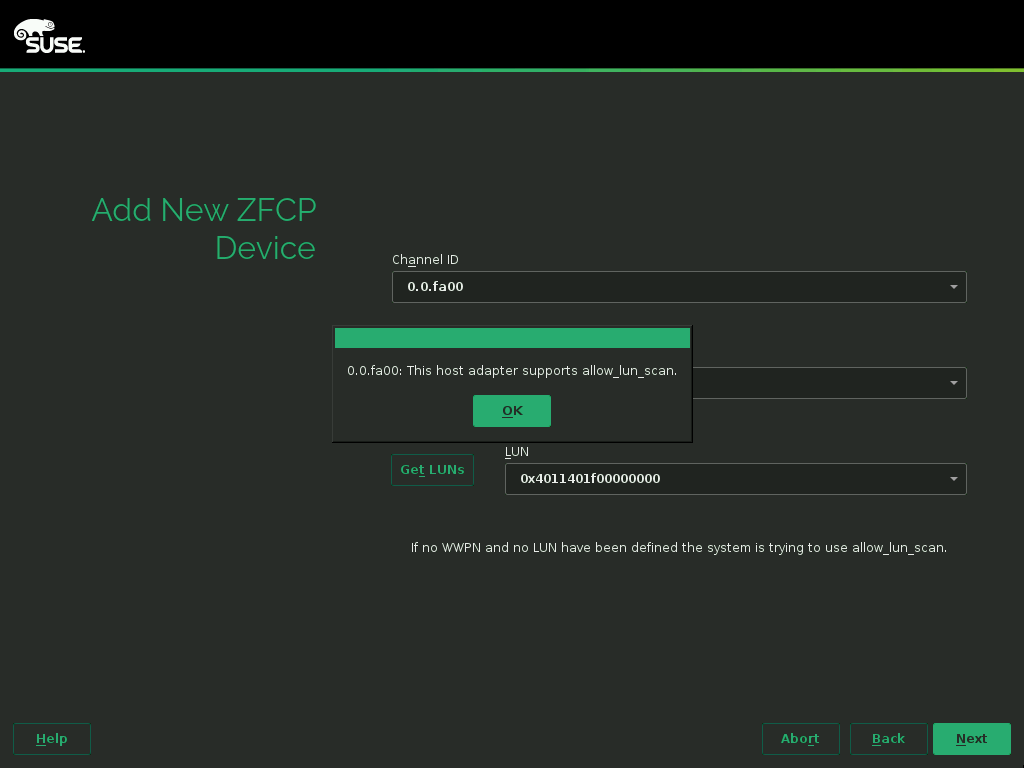 SUSE.
Add New ZFCP
Device
Channel ID
0.0.fa00
0.0.fa00: This host adapter supports allow_lun_scan.
OK
Get LUNs
LUN
0x4011401f00000000
If no WWPN and no LUN have been defined the system is trying to use allow_lun_scan.
Help
Abort
Back
Next